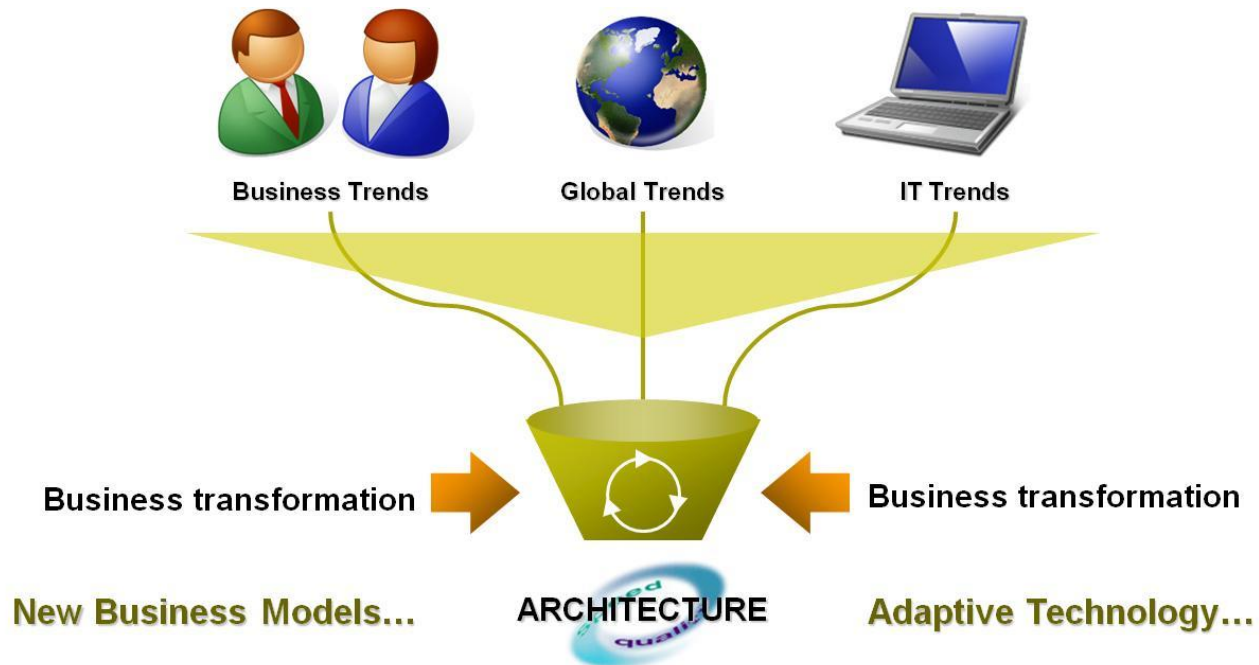 Business Trends
Global Trends
IT Trends
Business transformation
Business transformation
New Business Models...
ARCHITECTURE
Adaptive Technology...